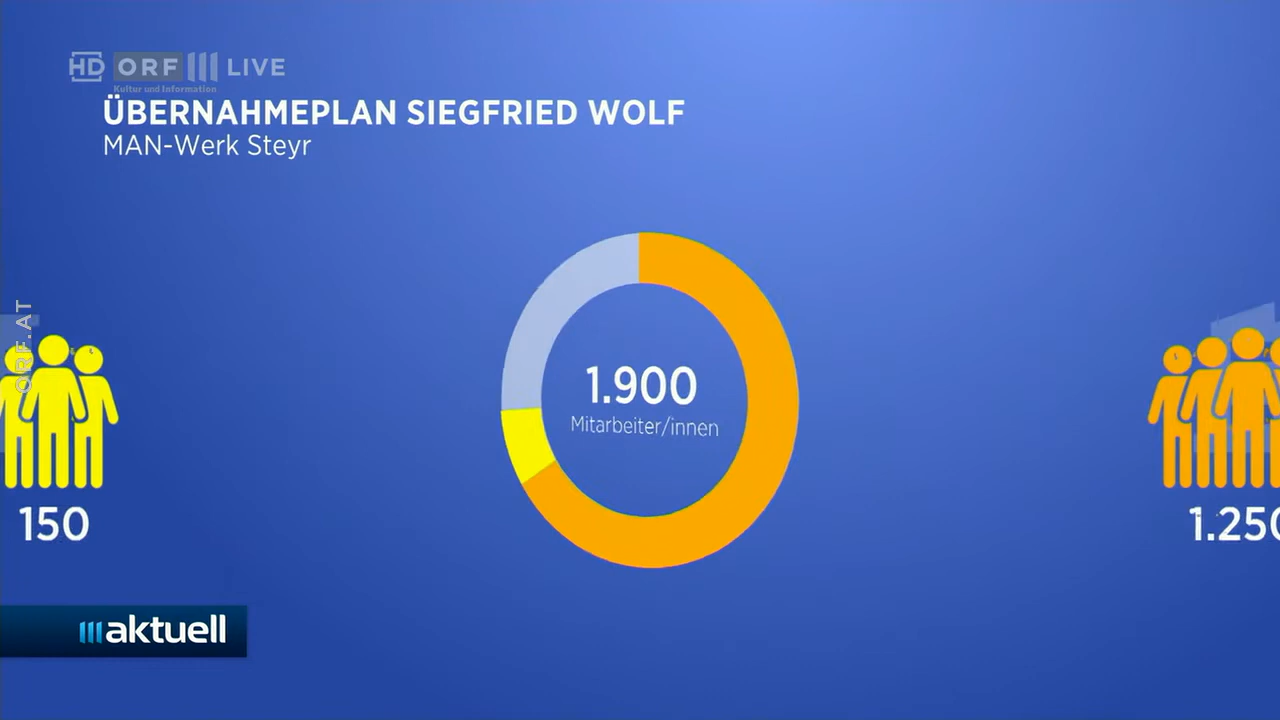 HD ORF LIVE
Kultur und Information
ÜBERNAHMEPLAN SIEGFRIED WOLF
MAN-Werk Steyr
ORF.AT
1.900
Mitarbeiter/innen
150
1.250
aktuell